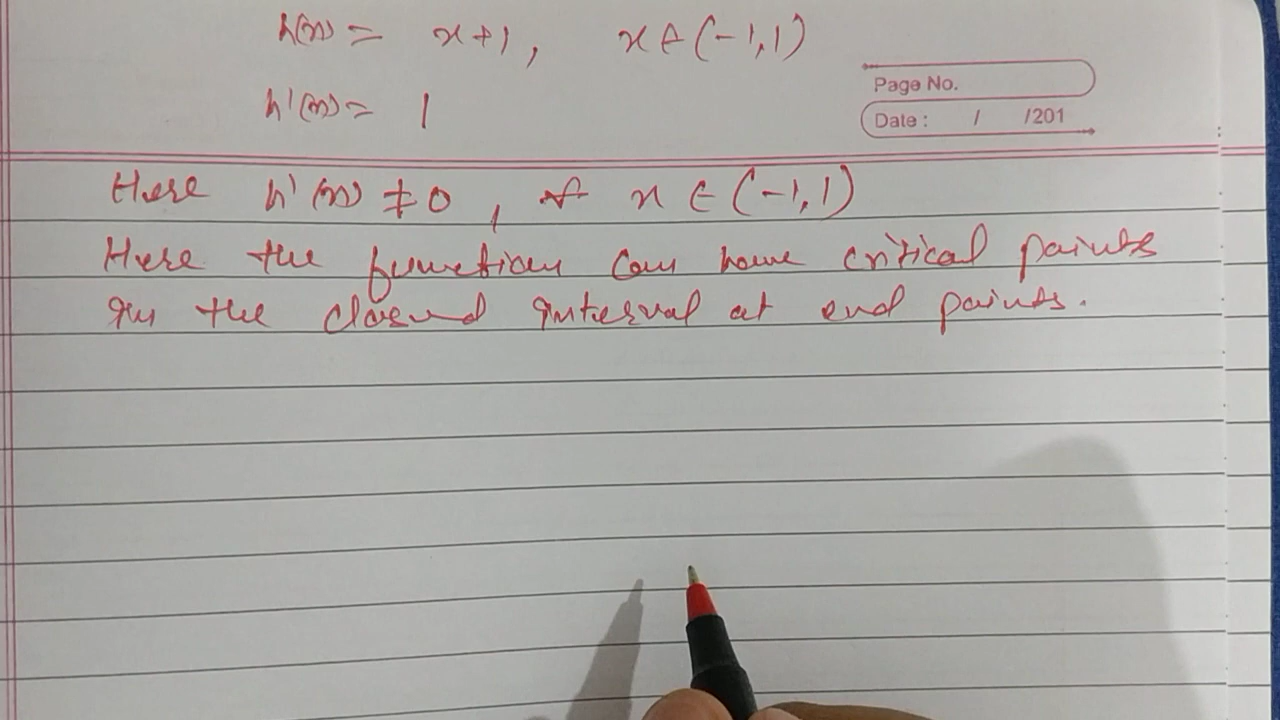 h(x) = x+1, x ∈ (-1,1)
h'(x) = 1
Page No.
Date : / /201
Here h'(x) ≠ 0, ∀ x ∈ (-1,1)
Here the function can have critical points
In the closed interval at end points.